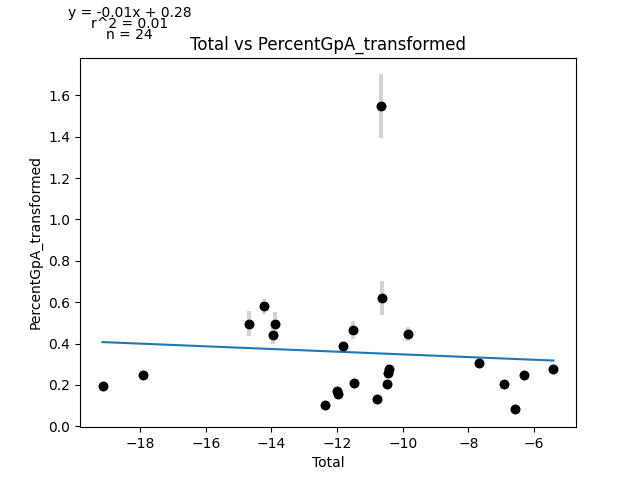 y = -0.01x + 0.28
r^2 = 0.01
n = 24
Total vs PercentGpA_transformed
PercentGpA_transformed
1.6
1.4
1.2
1.0
0.8
0.6
0.4
0.2
0.0
−18 −16 −14 −12 −10 −8 −6
Total